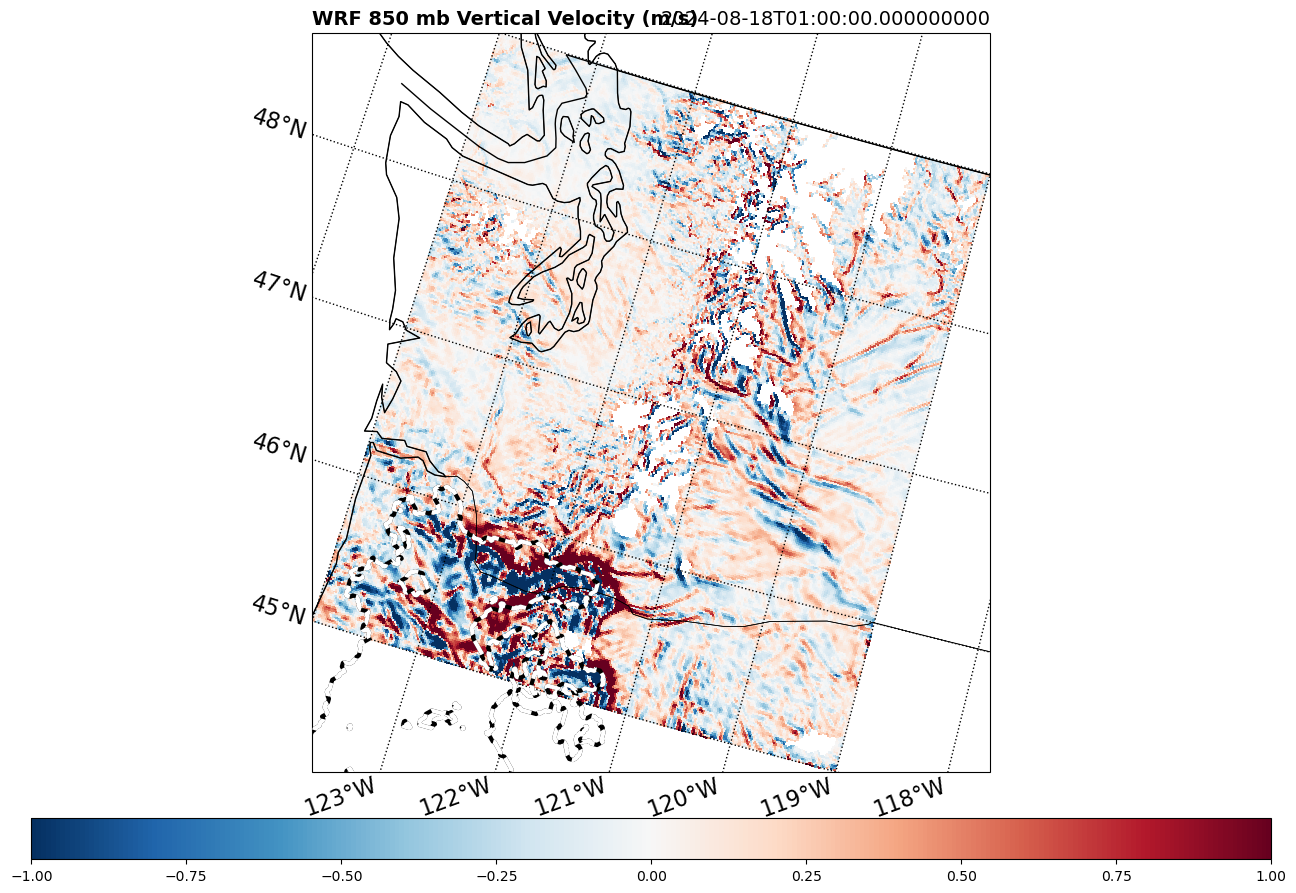 WRF 850 mb Vertical Velocity (m/s) 2024-08-18T01:00:00.000000000
48°N
47°N
46°N
45°N
123°W 122°W 121°W 120°W 119°W 118°W
−1.00 −0.75 −0.50 −0.25 0.00 0.25 0.50 0.75 1.00